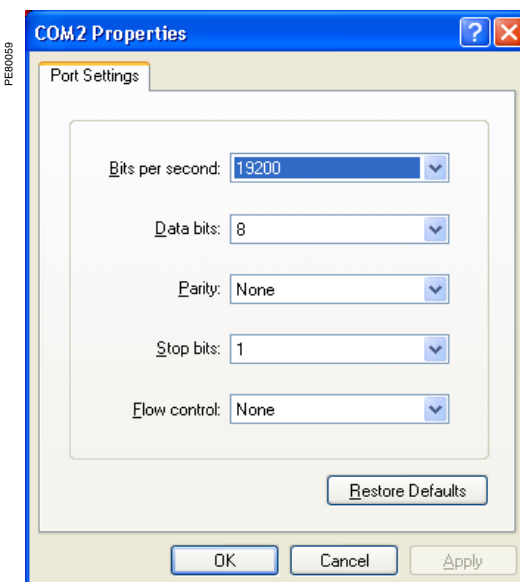 PE80059
COM2 Properties
Port Settings
Bits per second: 19200
Data bits: 8
Parity: None
Stop bits: 1
Flow control: None
Restore Defaults
OK Cancel Apply